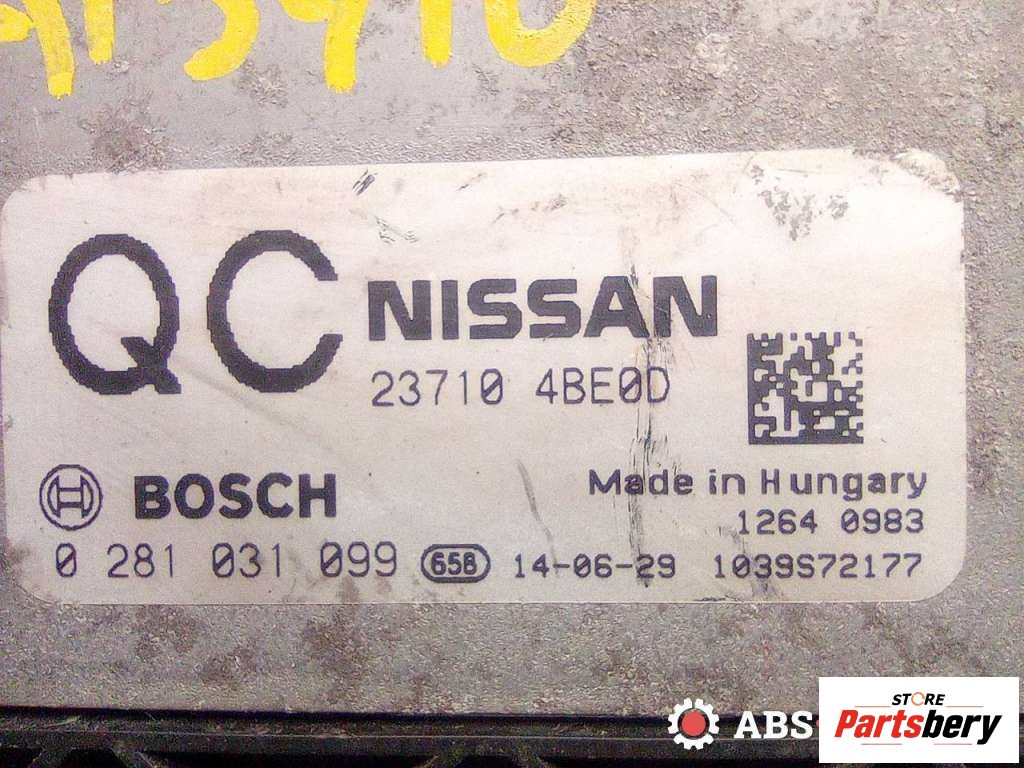 QC NISSAN
23710 4BE0D
BOSCH
Made in Hungary
1264 0983
0 281 031 099 658 14-06-29 1039S72177
ABS
STORE
Partsbery